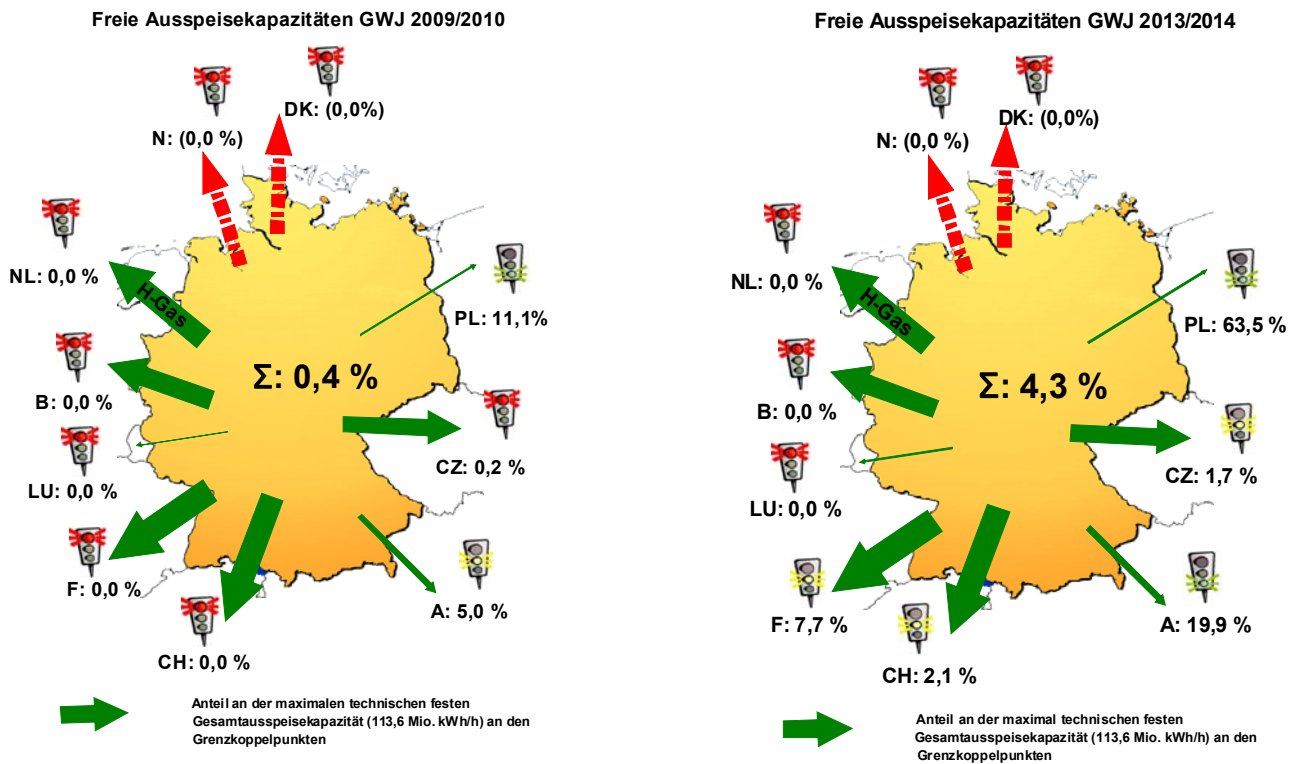 Freie Ausspeisekapazitäten GWJ 2009/2010
DK: (0,0%)
N: (0,0 %)
NL: 0,0 %
H-Gas
PL: 11,1%
B: 0,0 %
Σ: 0,4 %
CZ: 0,2 %
LU: 0,0 %
F: 0,0 %
A: 5,0 %
CH: 0,0 %
Anteil an der maximalen technischen festen
Gesamtausspeisekapazität (113,6 Mio. kWh/h) an den
Grenzkoppelpunkten
Freie Ausspeisekapazitäten GWJ 2013/2014
DK: (0,0%)
N: (0,0 %)
NL: 0,0 %
H-Gas
PL: 63,5 %
B: 0,0 %
Σ: 4,3 %
CZ: 1,7 %
LU: 0,0 %
F: 7,7 %
A: 19,9 %
CH: 2,1 %
Anteil an der maximal technischen festen
Gesamtausspeisekapazität (113,6 Mio. kWh/h) an den
Grenzkoppelpunkten